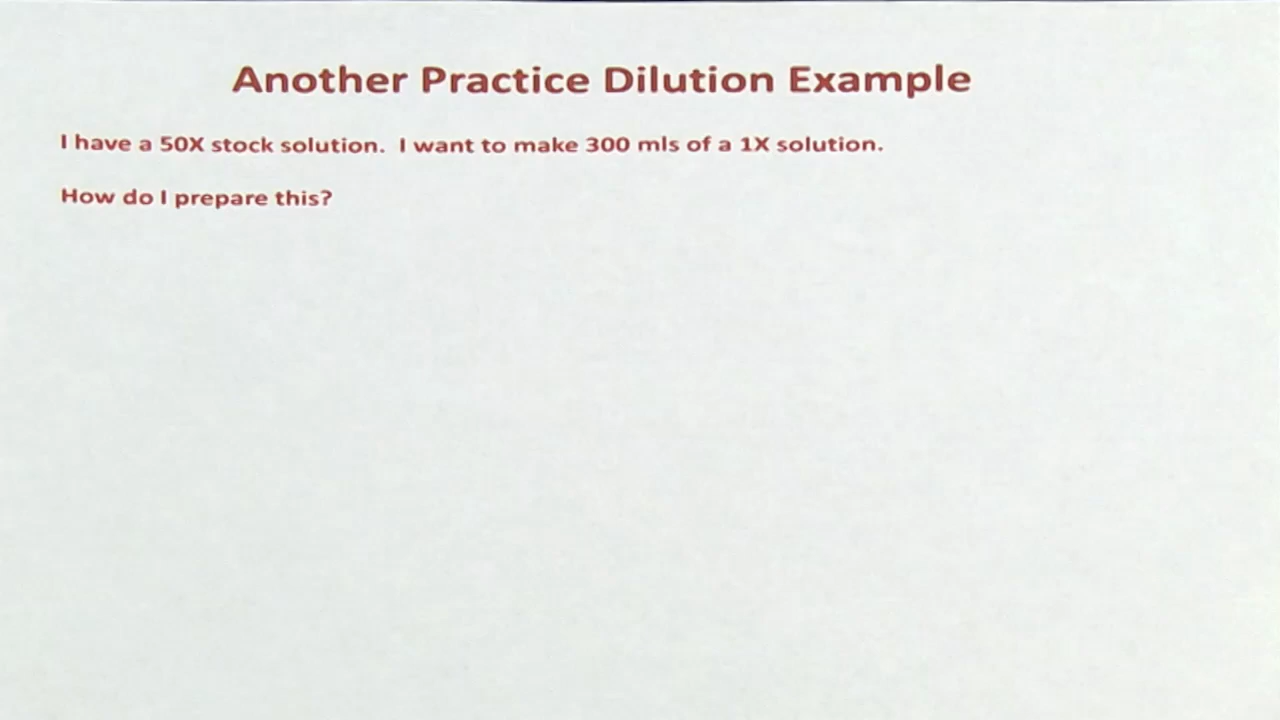 Another Practice Dilution Example
I have a 50X stock solution. I want to make 300 mls of a 1X solution.
How do I prepare this?